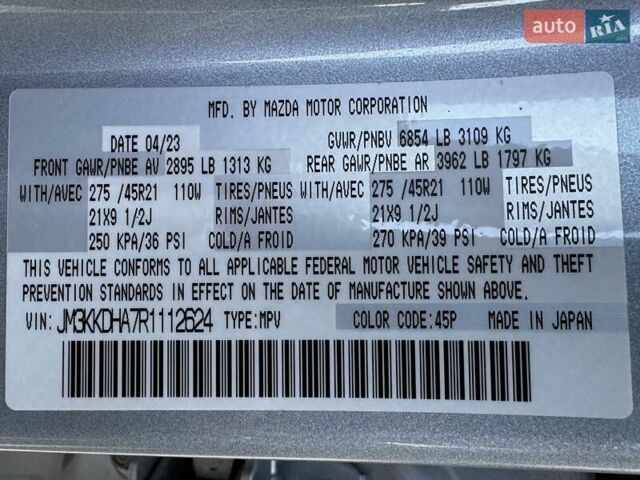 auto RIA.com
MFD. BY MAZDA MOTOR CORPORATION
DATE 04/23 GVWR/PNBV 6854 LB 3109 KG
FRONT GAWR/PNBE AV 2895 LB 1313 KG REAR GAWR/PNBE AR 3962 LB 1797 KG
WITH/AVEC 275 /45R21 110W TIRES/PNEUS WITH/AVEC 275 /45R21 110W TIRES/PNEUS
21X9 1/2J RIMS/JANTES 21X9 1/2J RIMS/JANTES
250 KPA/36 PSI COLD/A FROID 270 KPA/39 PSI COLD/A FROID
THIS VEHICLE CONFORMS TO ALL APPLICABLE FEDERAL MOTOR VEHICLE SAFETY AND THEFT
PREVENTION STANDARDS IN EFFECT ON THE DATE OF MANUFACTURE SHOWN ABOVE.
VIN: JM3KKDHA7R1112624 TYPE:MPV COLOR CODE:45P MADE IN JAPAN